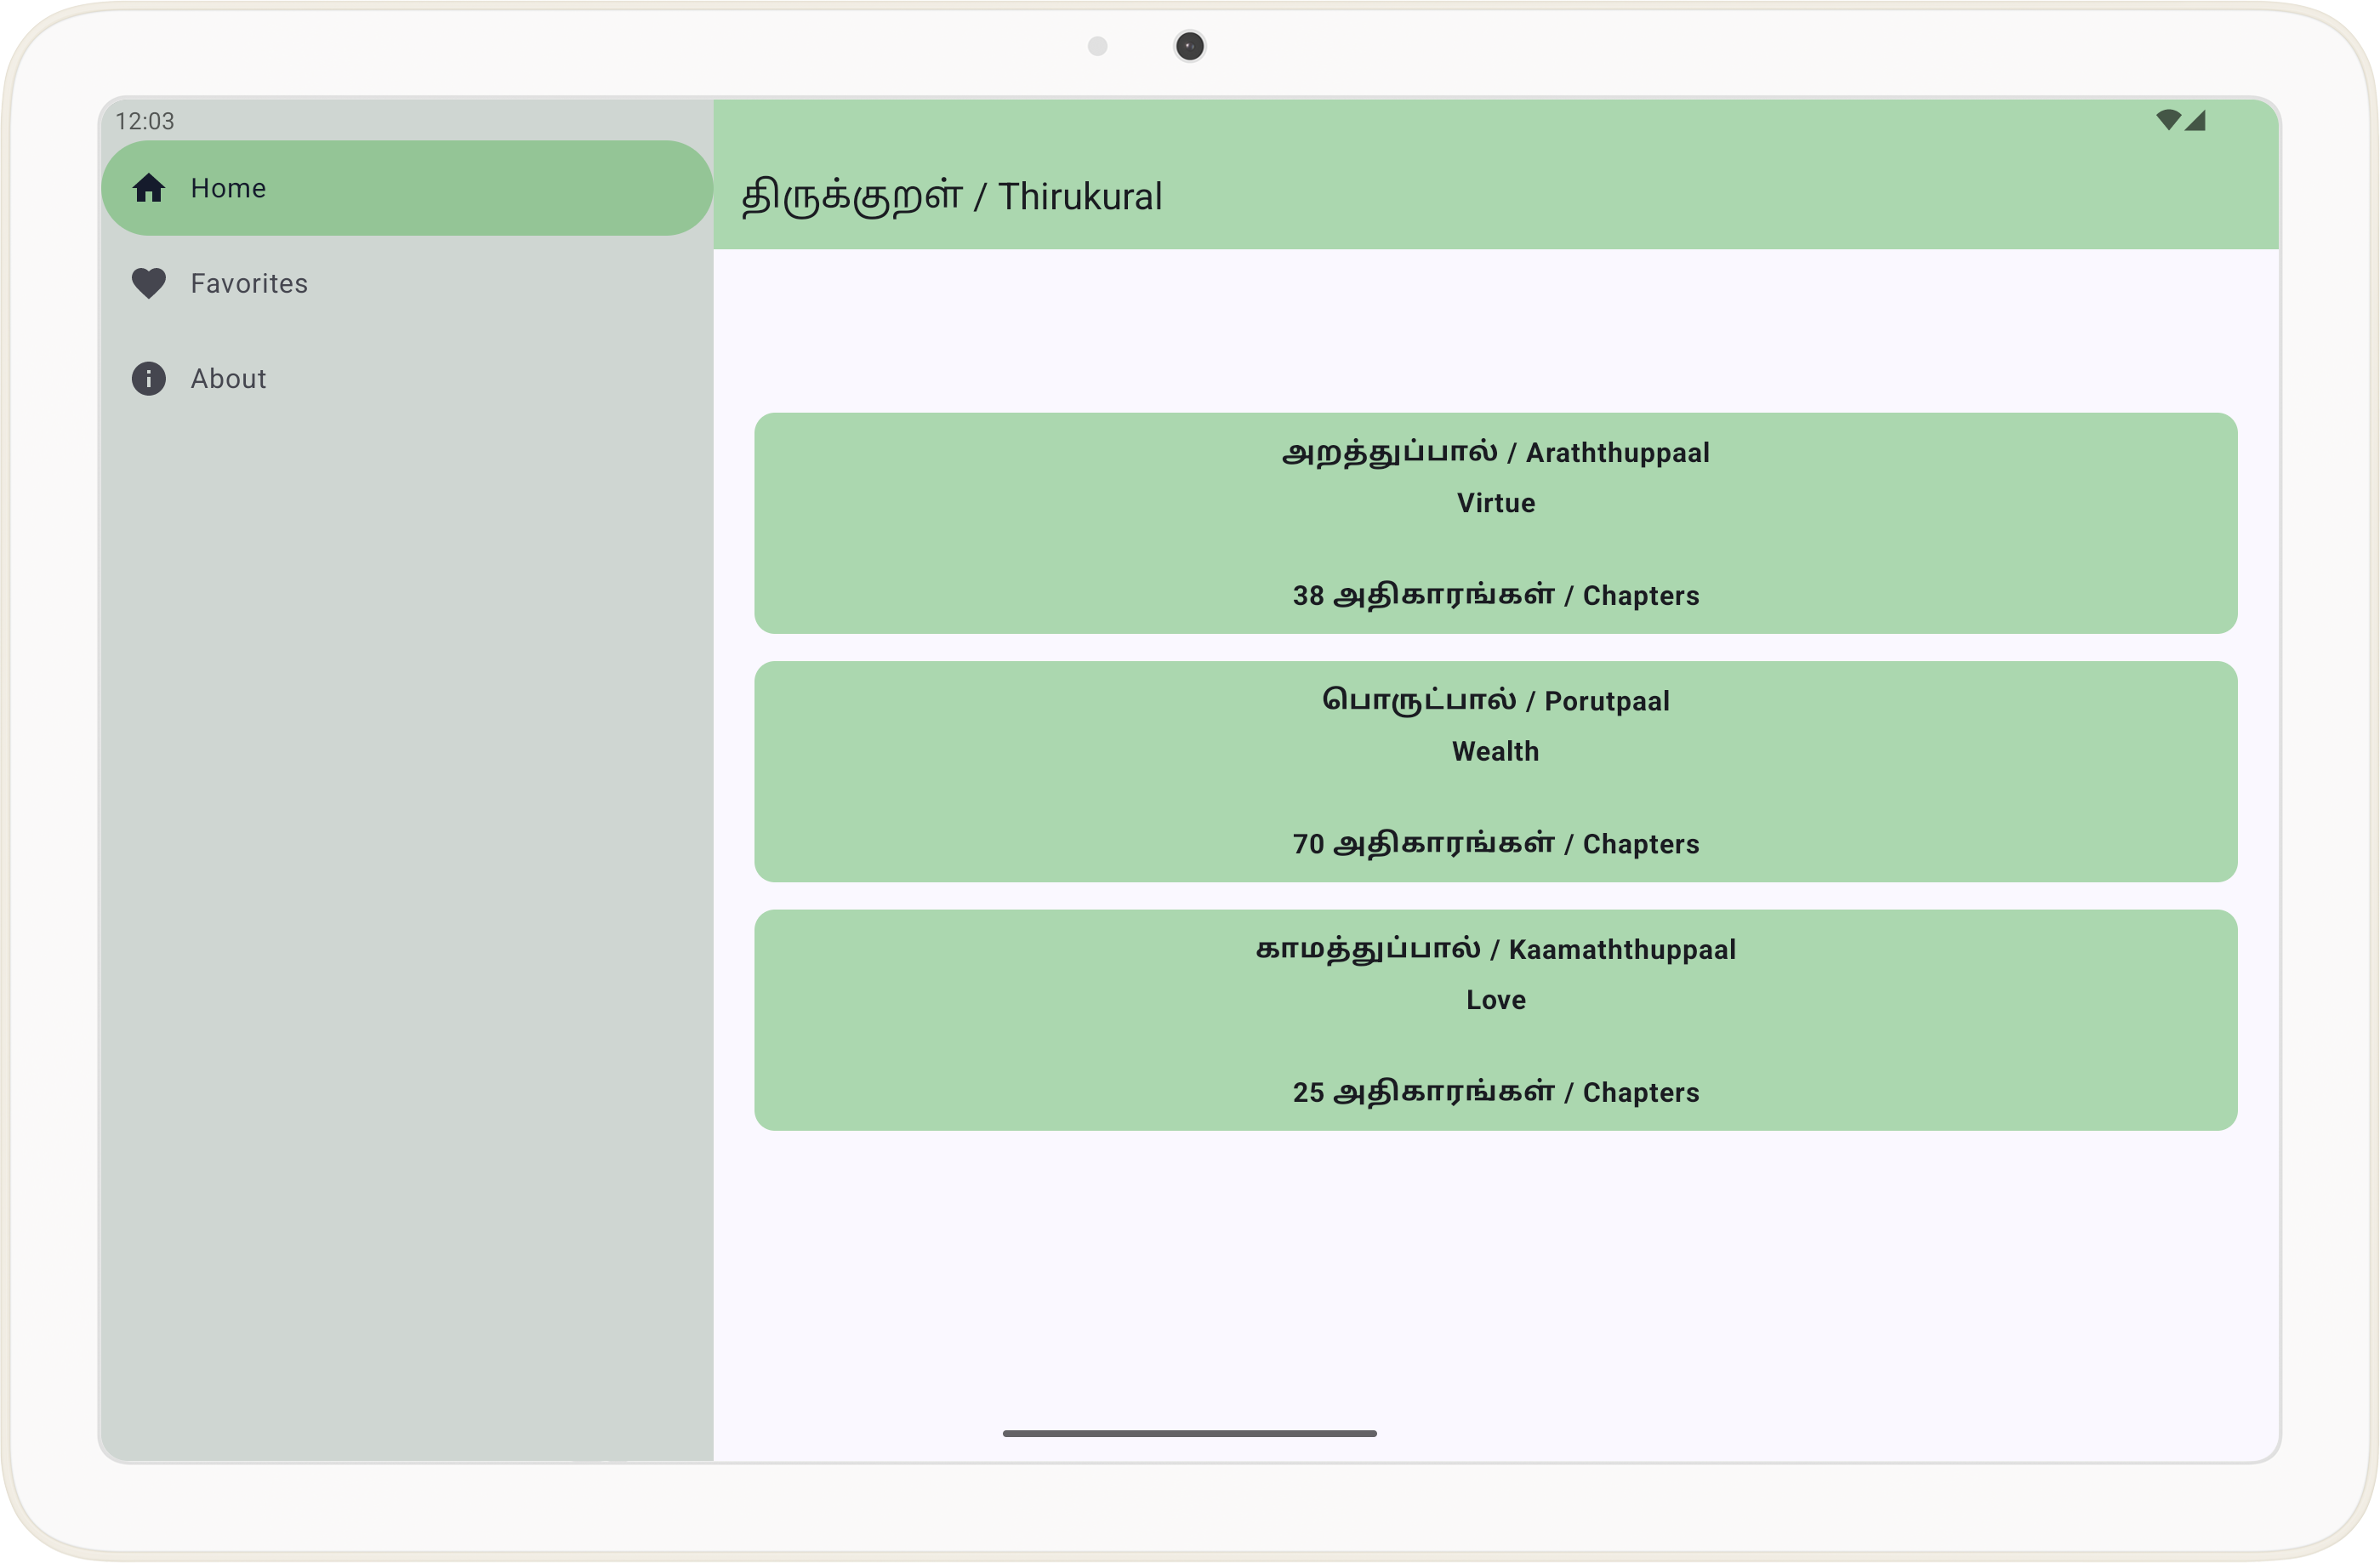 12:03
Home
Favorites
About
திருக்குறள் / Thirukural
அறத்துப்பால் / Araththuppaal
Virtue
38 அதிகாரங்கள் / Chapters
பொருட்பால் / Porutpaal
Wealth
70 அதிகாரங்கள் / Chapters
காமத்துப்பால் / Kaamaththuppaal
Love
25 அதிகாரங்கள் / Chapters